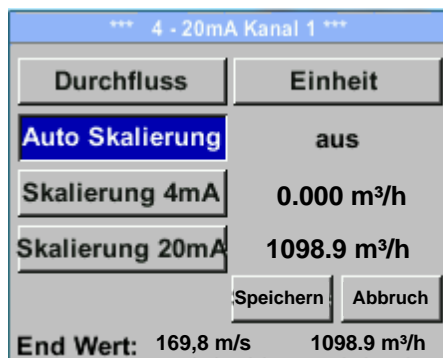 *** 4 - 20mA Kanal 1 ***
Durchfluss Einheit
Auto Skalierung aus
Skalierung 4mA 0.000 m³/h
Skalierung 20mA 1098.9 m³/h
Speichern Abbruch
End Wert: 169,8 m/s 1098.9 m³/h